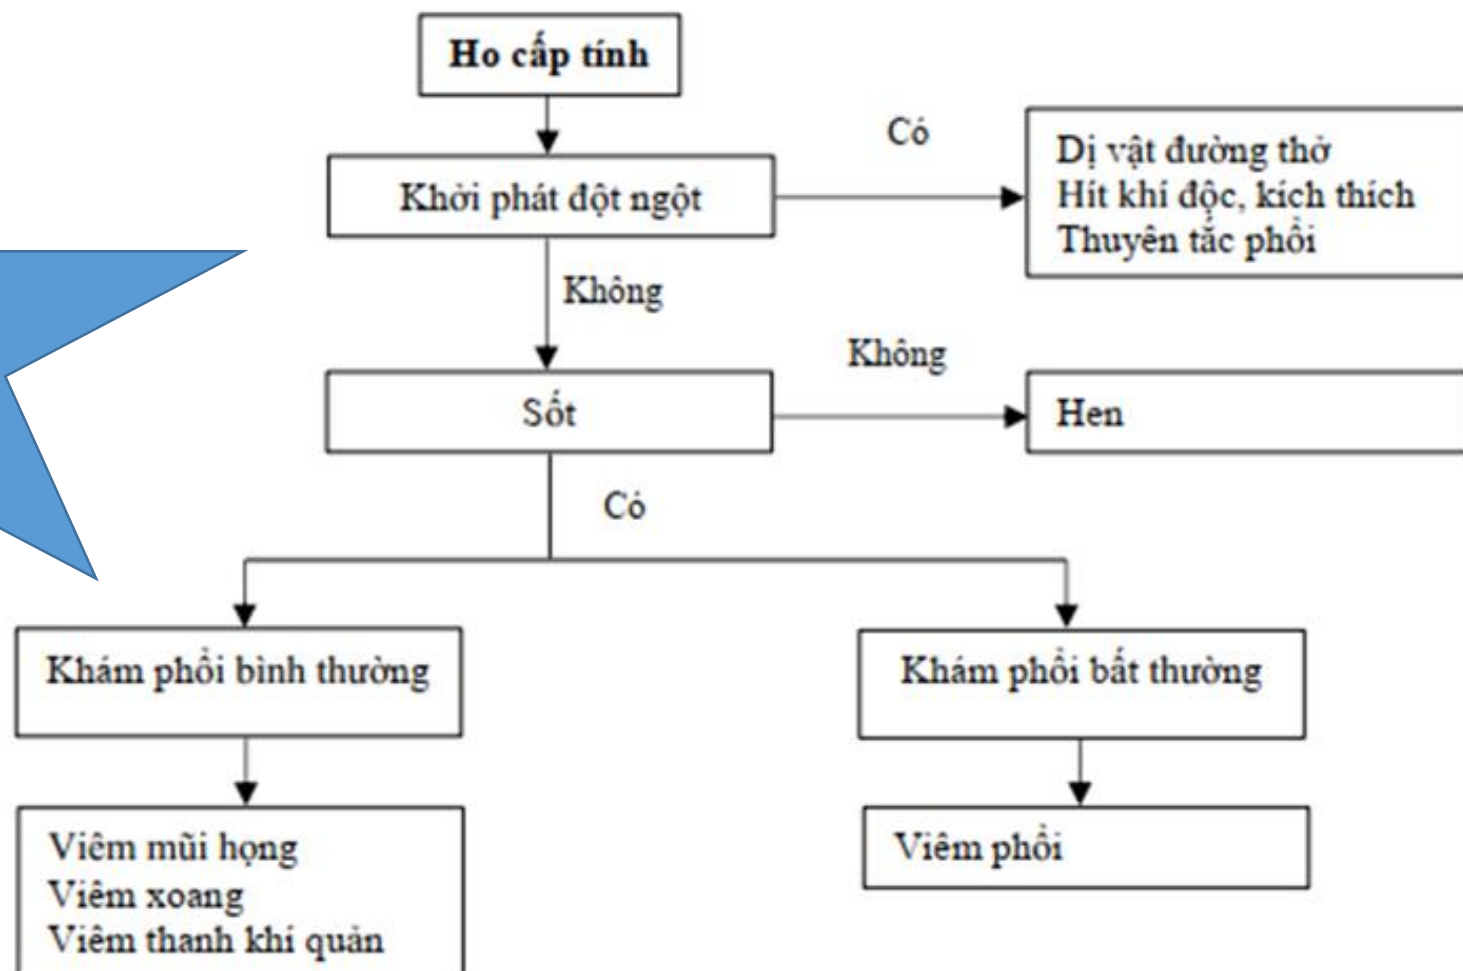 Ho cấp tính
Có
Khởi phát đột ngột
Dị vật đường thở
Hít khí độc, kích thích
Thuyên tắc phổi
Không
Không
Sốt
Hen
Có
Khám phổi bình thường
Khám phổi bất thường
Viêm mũi họng
Viêm xoang
Viêm thanh khí quản
Viêm phổi